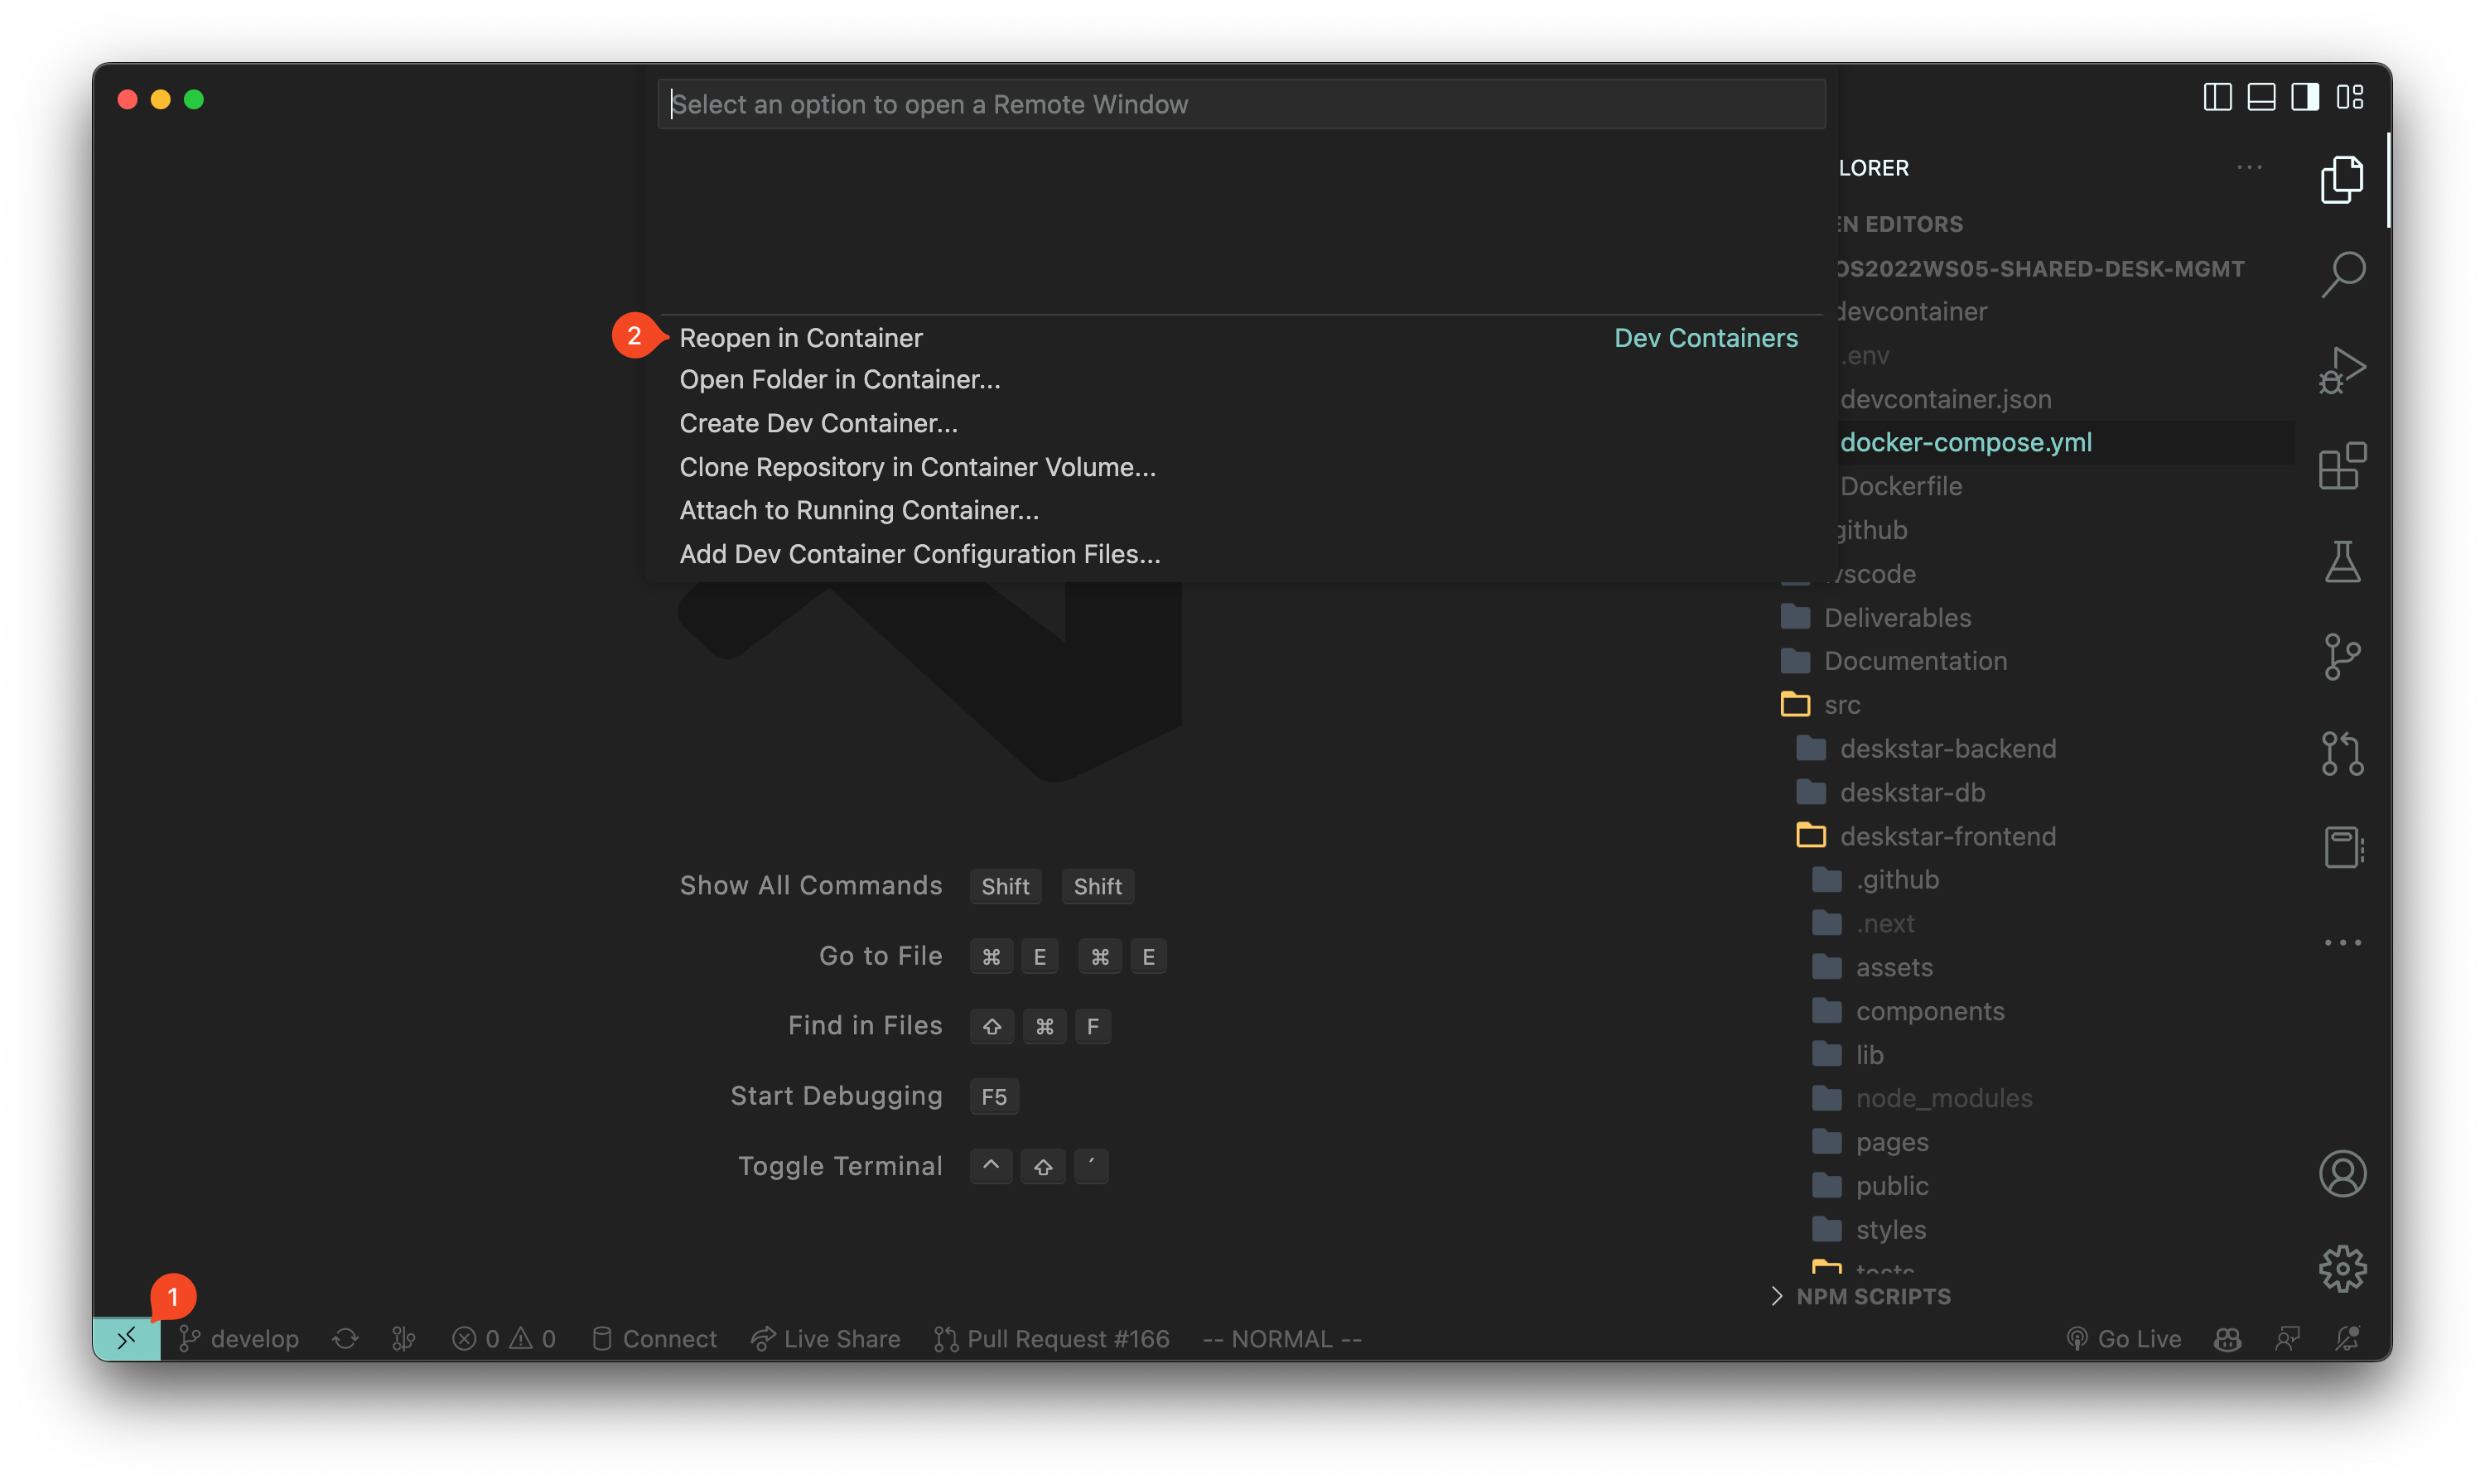 Select an option to open a Remote Window
2
Reopen in Container Dev Containers
Open Folder in Container...
Create Dev Container...
Clone Repository in Container Volume...
Attach to Running Container...
Add Dev Container Configuration Files...
Show All Commands Shift Shift
Go to File ⌘ E ⌘ E
Find in Files ⇧ ⌘ F
Start Debugging F5
Toggle Terminal ^ ⇧ ´
LORER
EN EDITORS
OS2022WS05-SHARED-DESK-MGMT
devcontainer
.env
devcontainer.json
docker-compose.yml
Dockerfile
github
.vscode
Deliverables
Documentation
src
deskstar-backend
deskstar-db
deskstar-frontend
.github
.next
assets
components
lib
node_modules
pages
public
styles
tests
NPM SCRIPTS
1
develop 0 0 Connect Live Share Pull Request #166 -- NORMAL -- Go Live